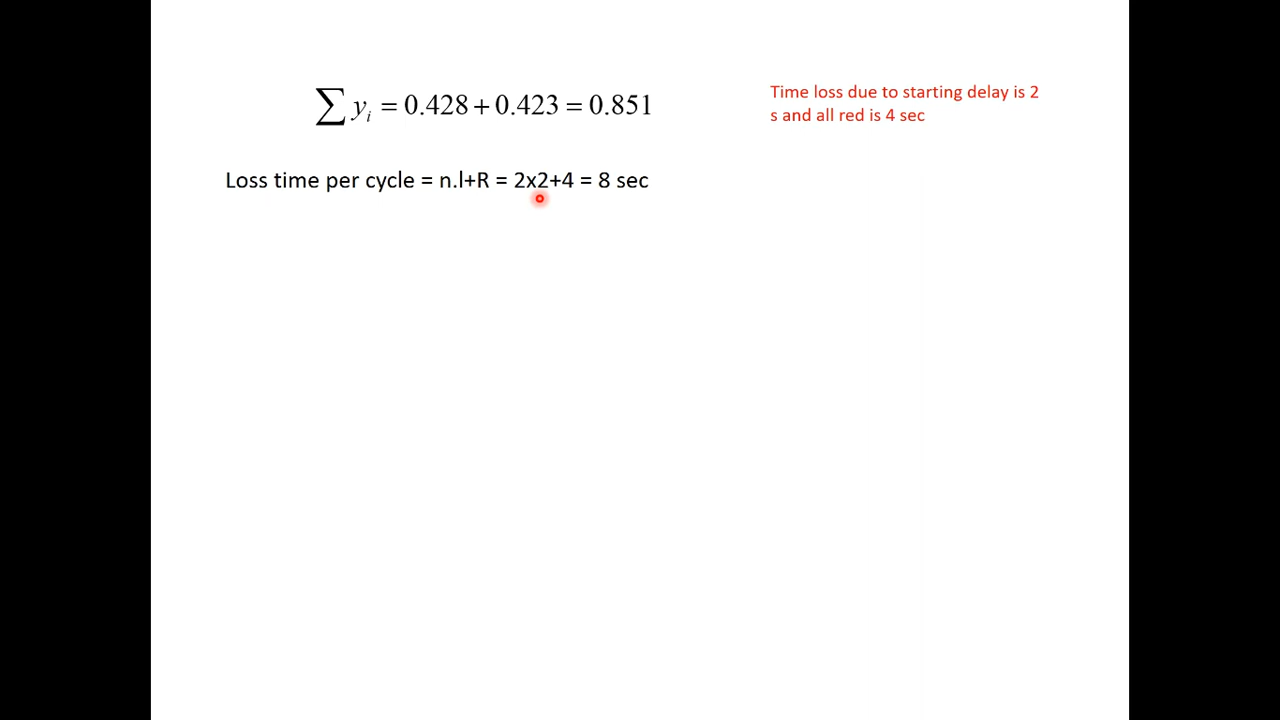 ∑ yᵢ = 0.428 + 0.423 = 0.851
Time loss due to starting delay is 2
s and all red is 4 sec
Loss time per cycle = n.l+R = 2x2+4 = 8 sec